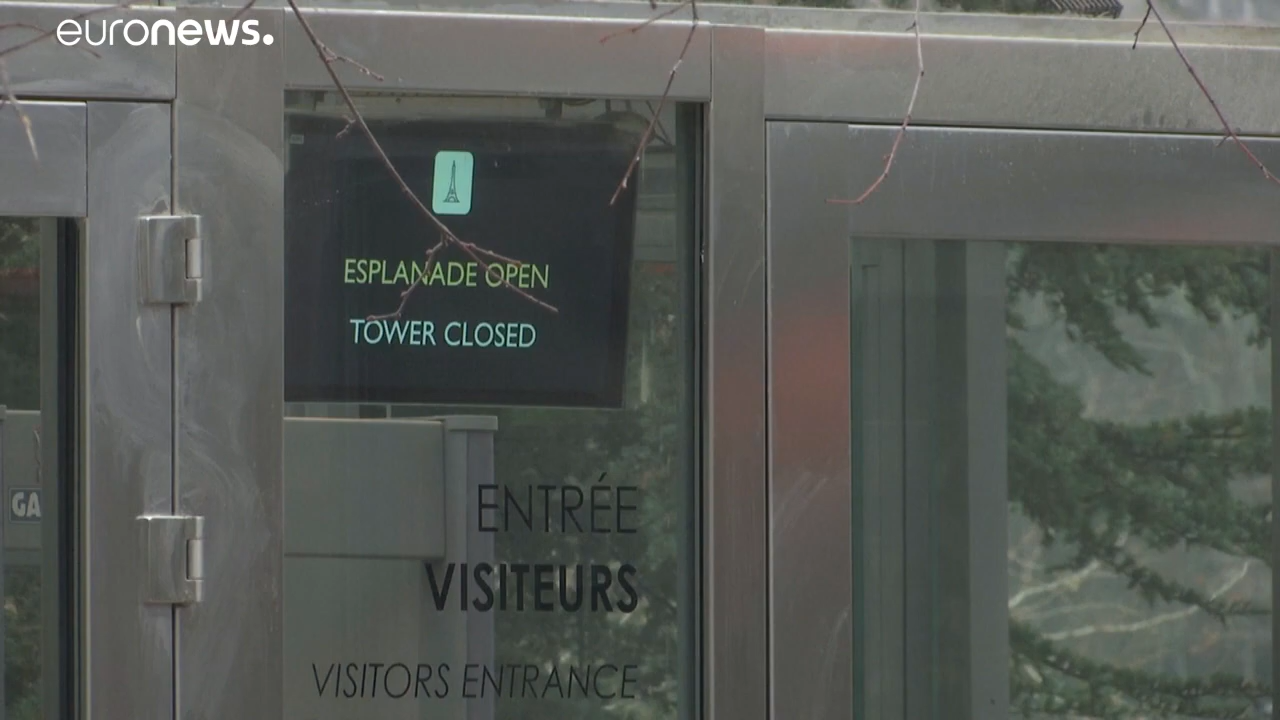 euronews.
ESPLANADE OPEN
TOWER CLOSED
GA
ENTRÉE
VISITEURS
VISITORS ENTRANCE